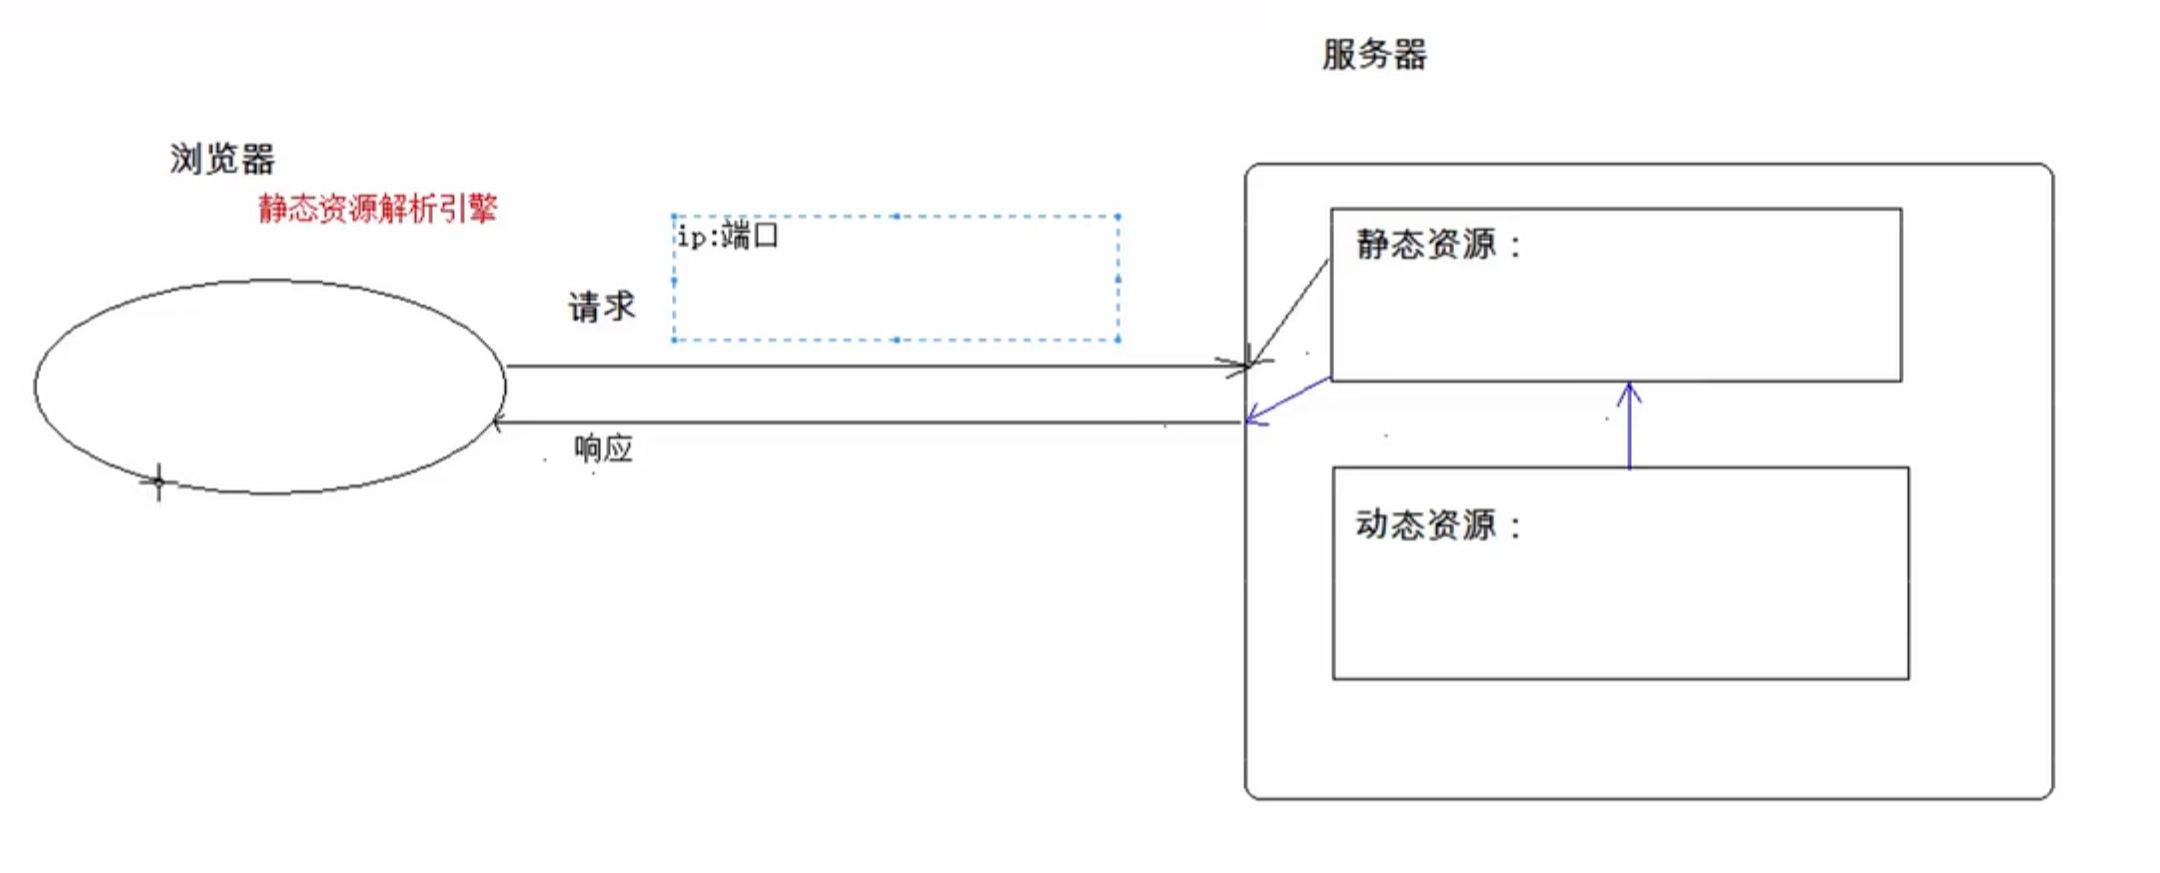 服务器
浏览器
静态资源解析引擎
ip:端口
静态资源：
请求
响应
动态资源：